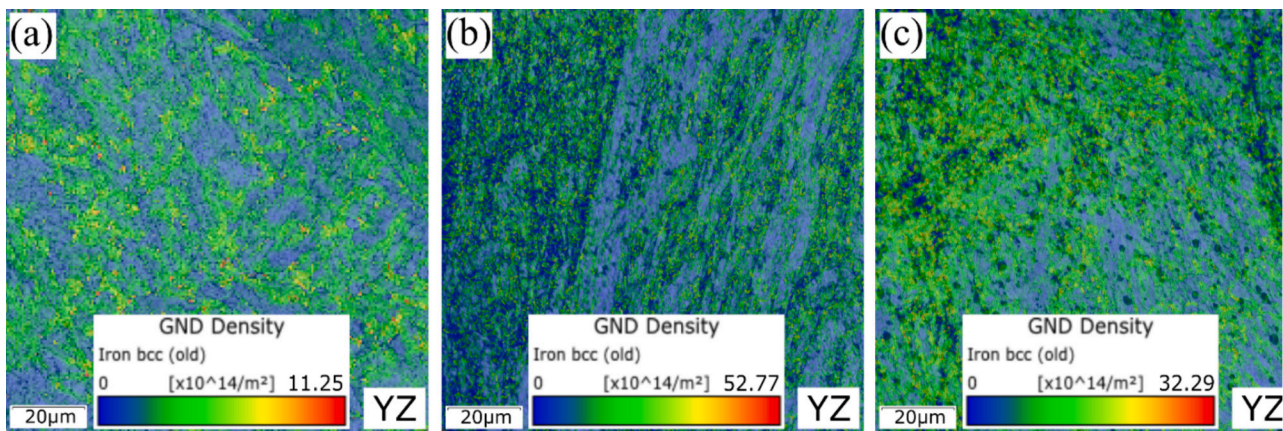 (a)
GND Density
Iron bcc (old)
0 [x10^14/m²] 11.25
20μm
YZ
(b)
GND Density
Iron bcc (old)
0 [x10^14/m²] 52.77
20μm
YZ
(c)
GND Density
Iron bcc (old)
0 [x10^14/m²] 32.29
20μm
YZ